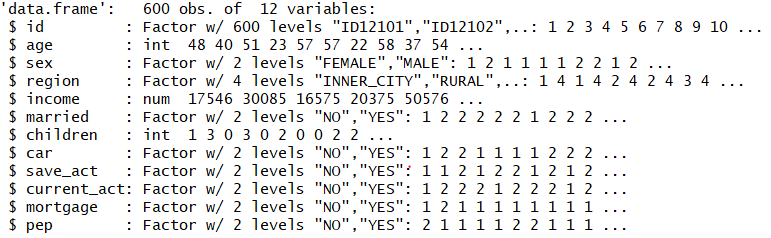 'data.frame':   600 obs. of  12 variables:
 $ id         : Factor w/ 600 levels "ID12101","ID12102",..: 1 2 3 4 5 6 7 8 9 10 ...
 $ age        : int  48 40 51 23 57 57 22 58 37 54 ...
 $ sex        : Factor w/ 2 levels "FEMALE","MALE": 1 2 1 1 1 1 2 2 1 2 ...
 $ region     : Factor w/ 4 levels "INNER_CITY","RURAL",..: 1 4 1 4 2 4 2 4 3 4 ...
 $ income     : num  17546 30085 16575 20375 50576 ...
 $ married    : Factor w/ 2 levels "NO","YES": 1 2 2 2 2 2 1 2 2 2 ...
 $ children   : int  1 3 0 3 0 2 0 0 2 2 ...
 $ car        : Factor w/ 2 levels "NO","YES": 1 2 2 1 1 1 1 2 2 2 ...
 $ save_act   : Factor w/ 2 levels "NO","YES": 1 1 2 1 2 2 1 2 1 2 ...
 $ current_act: Factor w/ 2 levels "NO","YES": 1 2 2 2 1 2 2 2 1 2 ...
 $ mortgage   : Factor w/ 2 levels "NO","YES": 1 2 1 1 1 1 1 1 1 1 ...
 $ pep        : Factor w/ 2 levels "NO","YES": 2 1 1 1 1 2 2 1 1 1 ...